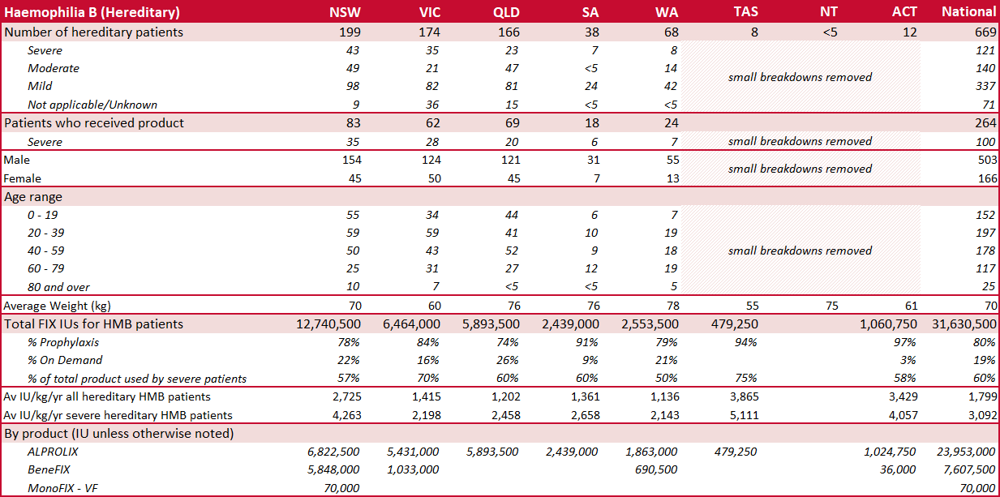 Haemophilia B (Hereditary) NSW VIC QLD SA WA TAS NT ACT National
Number of hereditary patients 199 174 166 38 68 8 <5 12 669
Severe 43 35 23 7 8 121
Moderate 49 21 47 <5 14 140
small breakdowns removed
Mild 98 82 81 24 42 337
Not applicable/Unknown 9 36 15 <5 <5 71
Patients who received product 83 62 69 18 24 264
Severe 35 28 20 6 7 small breakdowns removed 100
Male 154 124 121 31 55 503
small breakdowns removed
Female 45 50 45 7 13 166
Age range
0 - 19 55 34 44 6 7 152
20 - 39 59 59 41 10 19 197
40 - 59 50 43 52 9 18 small breakdowns removed 178
60 - 79 25 31 27 12 19 117
80 and over 10 7 <5 <5 5 25
Average Weight (kg) 70 60 76 76 78 55 75 61 70
Total FIX IUs for HMB patients 12,740,500 6,464,000 5,893,500 2,439,000 2,553,500 479,250 1,060,750 31,630,500
% Prophylaxis 78% 84% 74% 91% 79% 94% 97% 80%
% On Demand 22% 16% 26% 9% 21% 3% 19%
% of total product used by severe patients 57% 70% 60% 60% 50% 75% 58% 60%
Av IU/kg/yr all hereditary HMB patients 2,725 1,415 1,202 1,361 1,136 3,865 3,429 1,799
Av IU/kg/yr severe hereditary HMB patients 4,263 2,198 2,458 2,658 2,143 5,111 4,057 3,092
By product (IU unless otherwise noted)
ALPROLIX 6,822,500 5,431,000 5,893,500 2,439,000 1,863,000 479,250 1,024,750 23,953,000
BeneFIX 5,848,000 1,033,000 690,500 36,000 7,607,500
MonoFIX - VF 70,000 70,000